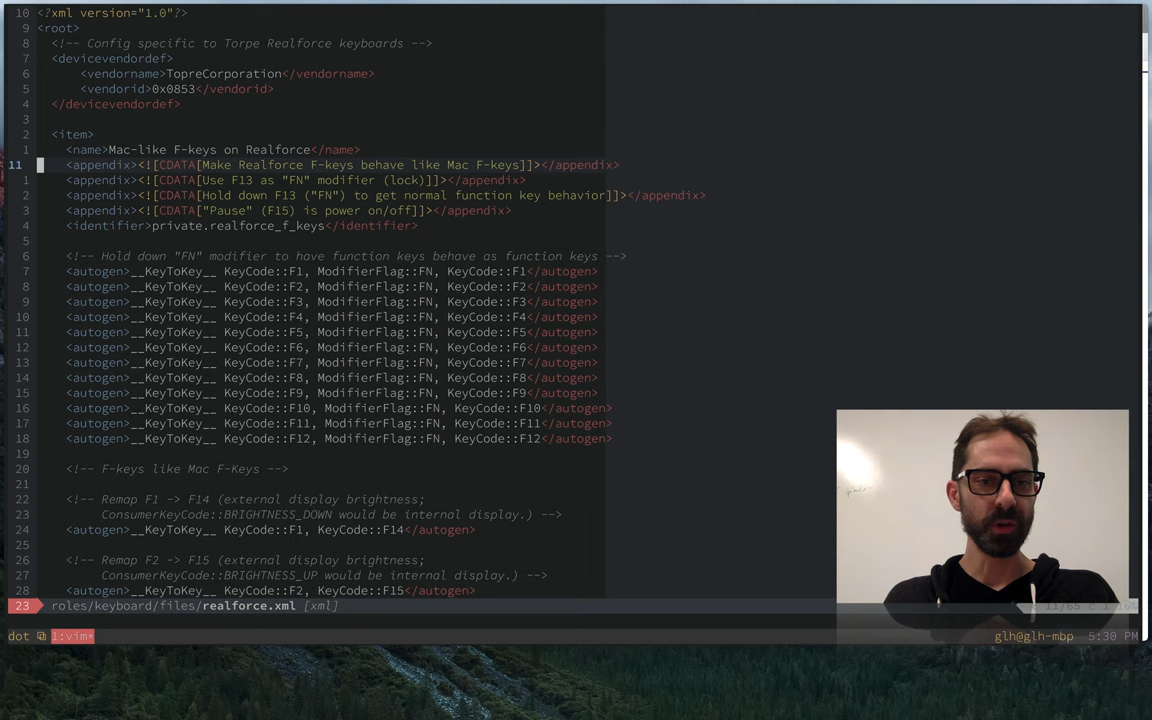 10 <?xml version="1.0"?>
9 <root>
8 <!-- Config specific to Torpe Realforce keyboards -->
7 <devicevendordef>
6 <vendorname>TopreCorporation</vendorname>
5 <vendorid>0x0853</vendorid>
4 </devicevendordef>
3
2 <item>
1 <name>Mac-like F-keys on Realforce</name>
11 <appendix><![CDATA[Make Realforce F-keys behave like Mac F-keys]]></appendix>
1 <appendix><![CDATA[Use F13 as "FN" modifier (lock)]]></appendix>
2 <appendix><![CDATA[Hold down F13 ("FN") to get normal function key behavior]]></appendix>
3 <appendix><![CDATA["Pause" (F15) is power on/off]]></appendix>
4 <identifier>private.realforce_f_keys</identifier>
5
6 <!-- Hold down "FN" modifier to have function keys behave as function keys -->
7 <autogen>__KeyToKey__ KeyCode::F1, ModifierFlag::FN, KeyCode::F1</autogen>
8 <autogen>__KeyToKey__ KeyCode::F2, ModifierFlag::FN, KeyCode::F2</autogen>
9 <autogen>__KeyToKey__ KeyCode::F3, ModifierFlag::FN, KeyCode::F3</autogen>
10 <autogen>__KeyToKey__ KeyCode::F4, ModifierFlag::FN, KeyCode::F4</autogen>
11 <autogen>__KeyToKey__ KeyCode::F5, ModifierFlag::FN, KeyCode::F5</autogen>
12 <autogen>__KeyToKey__ KeyCode::F6, ModifierFlag::FN, KeyCode::F6</autogen>
13 <autogen>__KeyToKey__ KeyCode::F7, ModifierFlag::FN, KeyCode::F7</autogen>
14 <autogen>__KeyToKey__ KeyCode::F8, ModifierFlag::FN, KeyCode::F8</autogen>
15 <autogen>__KeyToKey__ KeyCode::F9, ModifierFlag::FN, KeyCode::F9</autogen>
16 <autogen>__KeyToKey__ KeyCode::F10, ModifierFlag::FN, KeyCode::F10</autogen>
17 <autogen>__KeyToKey__ KeyCode::F11, ModifierFlag::FN, KeyCode::F11</autogen>
18 <autogen>__KeyToKey__ KeyCode::F12, ModifierFlag::FN, KeyCode::F12</autogen>
19
20 <!-- F-keys like Mac F-Keys -->
21
22 <!-- Remap F1 -> F14 (external display brightness;
23 ConsumerKeyCode::BRIGHTNESS_DOWN would be internal display.) -->
24 <autogen>__KeyToKey__ KeyCode::F1, KeyCode::F14</autogen>
25
26 <!-- Remap F2 -> F15 (external display brightness;
27 ConsumerKeyCode::BRIGHTNESS_UP would be internal display.) -->
28 <autogen>__KeyToKey__ KeyCode::F2, KeyCode::F15</autogen>
23 roles/keyboard/files/realforce.xml [xml]
dot 1:vim* glh@glh-mbp 5:30 PM